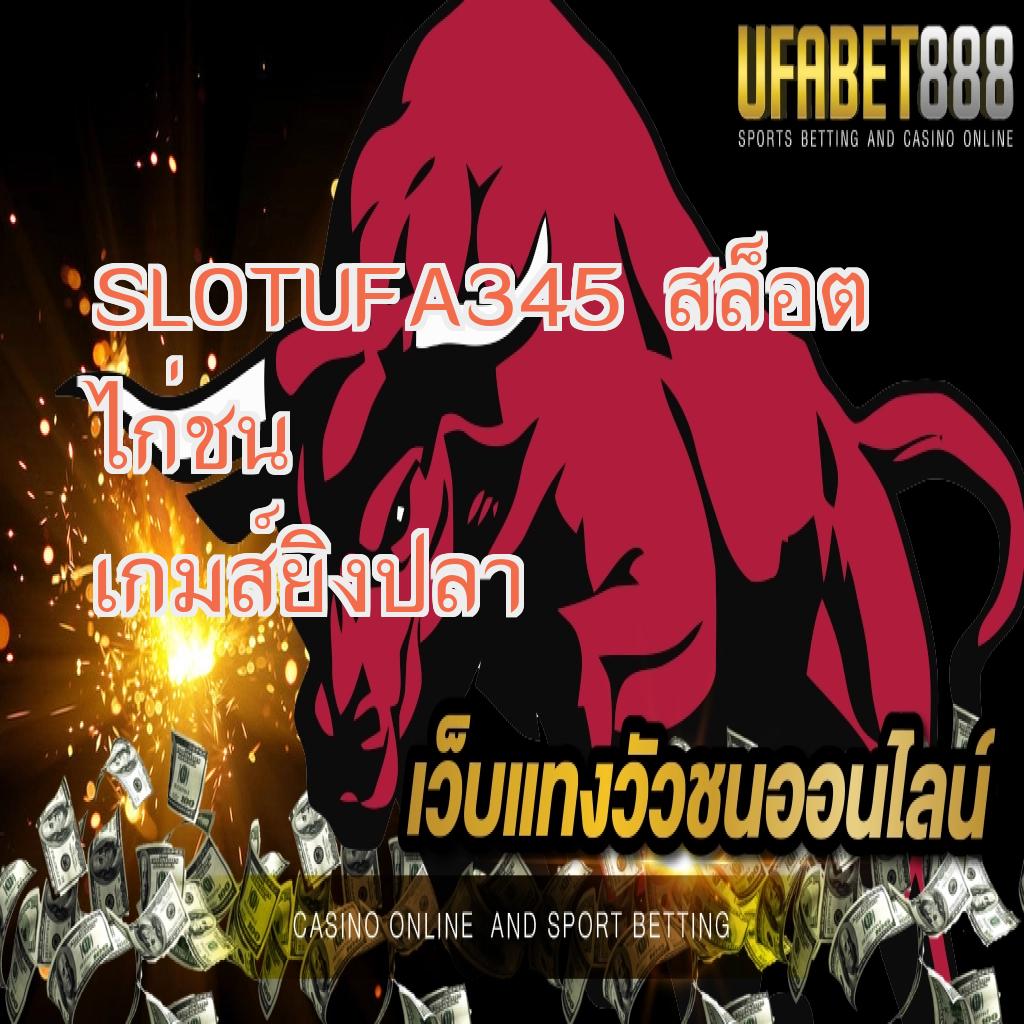 UFABET888
SPORTS BETTING AND CASINO ONLINE
SLOTUFA345 สล็อต
ไก่ชน
เกมส์ยิงปลา
เว็บแทงวัวชนออนไลน์
CASINO ONLINE AND SPORT BETTING